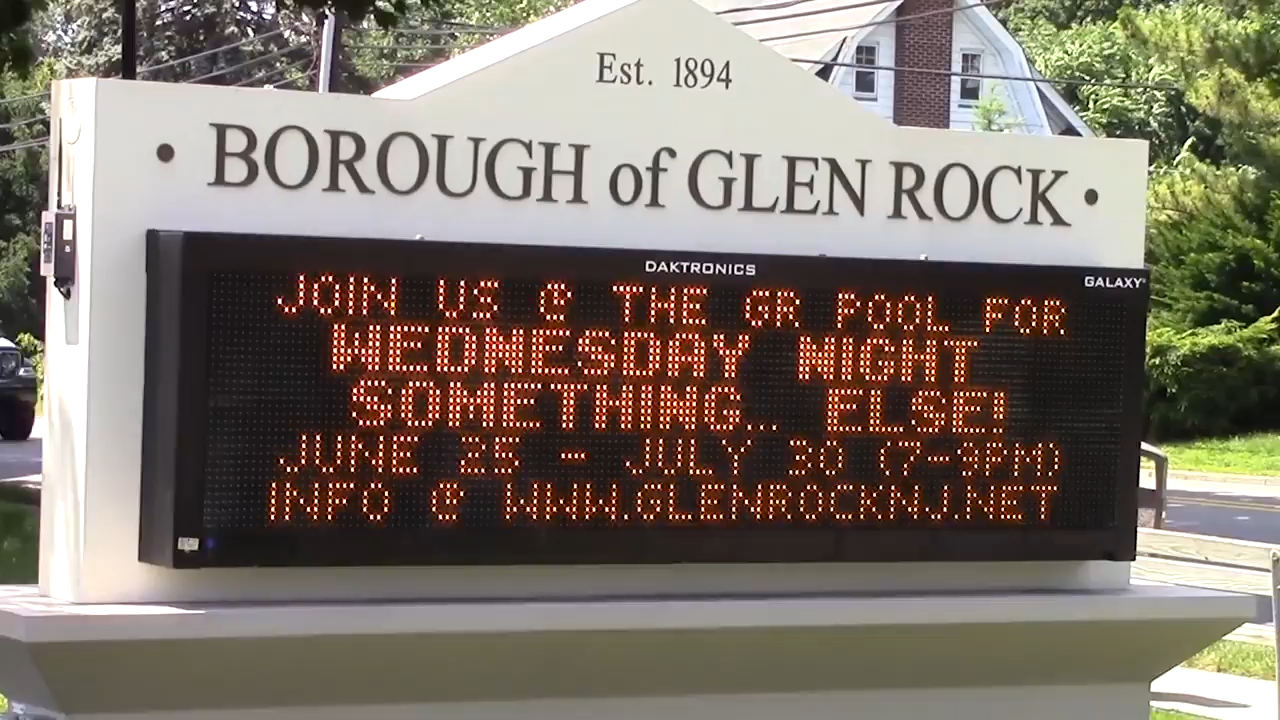 Est. 1894
• BOROUGH of GLEN ROCK •
DAKTRONICS
GALAXY
JOIN US @ THE GR POOL FOR
WEDNESDAY NIGHT
SOMETHING... ELSE!
JUNE 25 - JULY 30 (7-9PM)
INFO @ WWW.GLENROCKNJ.NET